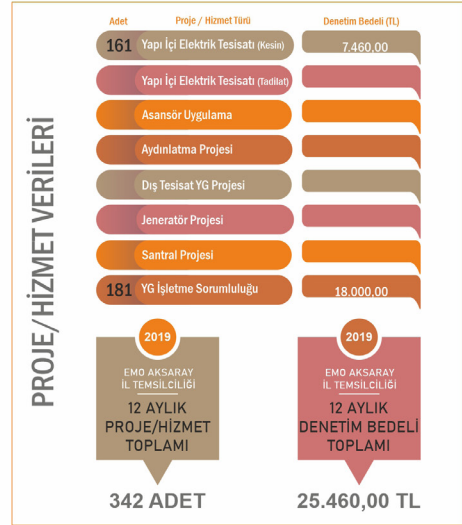 Adet Proje / Hizmet Türü Denetim Bedeli (TL)
161 Yapı İçi Elektrik Tesisatı (Kesin) 7.460,00
Yapı İçi Elektrik Tesisatı (Tadilat)
Asansör Uygulama
Aydınlatma Projesi
Dış Tesisat YG Projesi
Jeneratör Projesi
Santral Projesi
181 YG İşletme Sorumluluğu 18.000,00
PROJE/HİZMET VERİLERİ
2019
EMO AKSARAY
İL TEMSİLCİLİĞİ
12 AYLIK
PROJE/HİZMET
TOPLAMI
342 ADET
2019
EMO AKSARAY
İL TEMSİLCİLİĞİ
12 AYLIK
DENETİM BEDELİ
TOPLAMI
25.460,00 TL